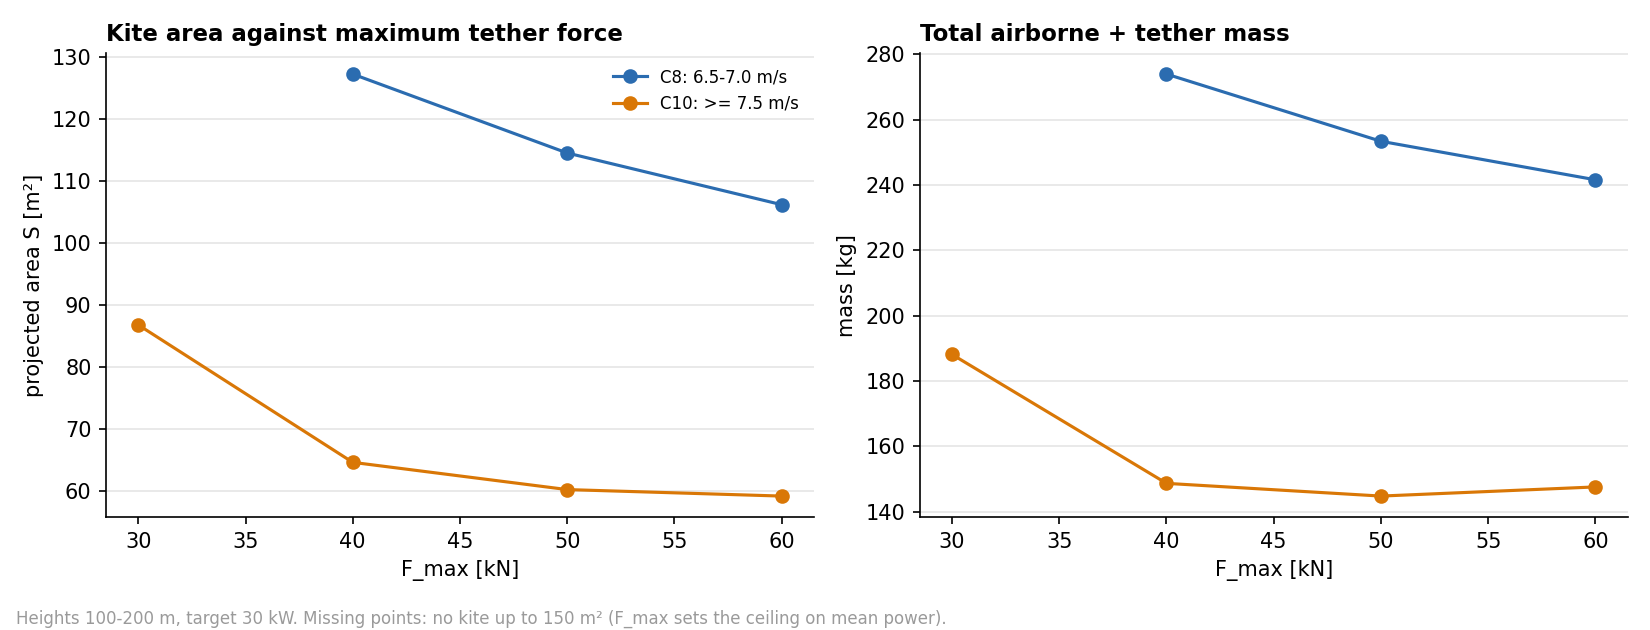 Kite area against maximum tether force
130
120
110
100
90
80
70
60
projected area S [m²]
C8: 6.5-7.0 m/s
C10: >= 7.5 m/s
30 35 40 45 50 55 60
F_max [kN]
Total airborne + tether mass
280
260
240
220
200
180
160
140
mass [kg]
30 35 40 45 50 55 60
F_max [kN]
Heights 100-200 m, target 30 kW. Missing points: no kite up to 150 m² (F_max sets the ceiling on mean power).